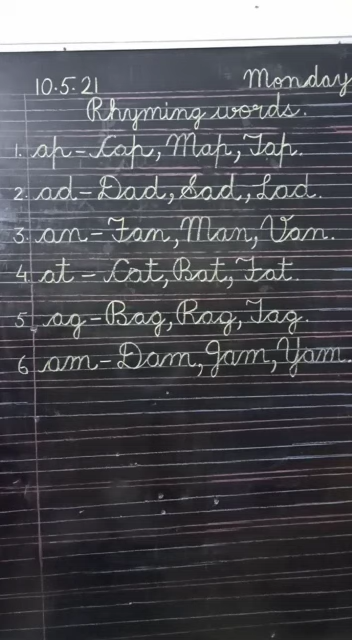 10.5.21 Monday
Rhyming words.
1. ap - Cap, Map, Tap.
2. ad - Dad, Sad, Lad.
3. an - Fan, Man, Van.
4. at - Cat, Bat, Fat.
5. ag - Bag, Rag, Tag.
6 am - Dam, Jam, Yam.